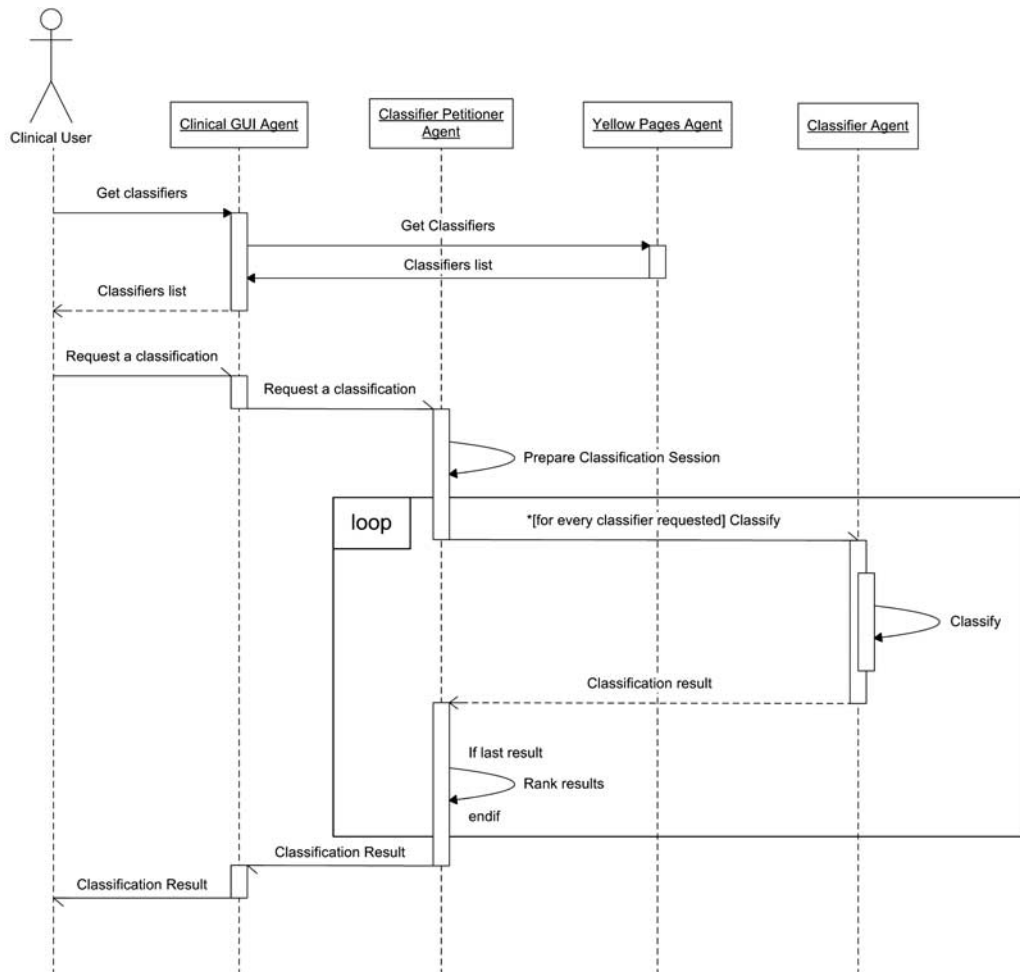 Clinical User
Clinical GUI Agent
Classifier Petitioner
Agent
Yellow Pages Agent
Classifier Agent
Get classifiers
Get Classifiers
Classifiers list
Classifiers list
Request a classification
Request a classification
Prepare Classification Session
loop
*[for every classifier requested] Classify
Classify
Classification result
If last result
Rank results
endif
Classification Result
Classification Result